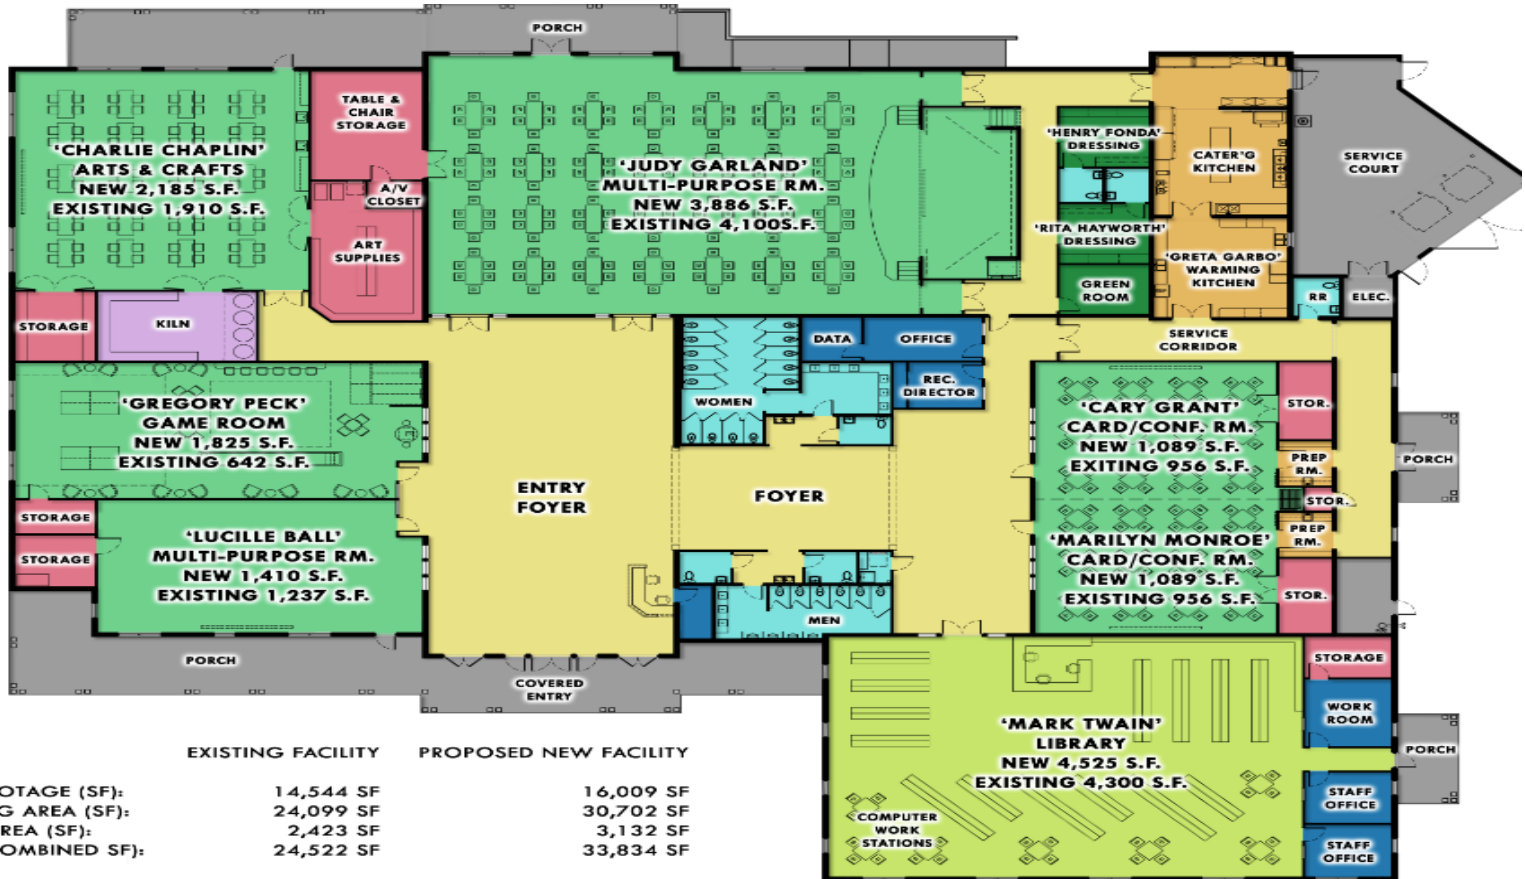 PORCH
TABLE &
CHAIR
STORAGE
'CHARLIE CHAPLIN'
ARTS & CRAFTS
NEW 2,185 S.F.
EXISTING 1,910 S.F.
A/V
CLOSET
ART
SUPPLIES
'JUDY GARLAND'
MULTI-PURPOSE RM.
NEW 3,886 S.F.
EXISTING 4,100S.F.
'HENRY FONDA'
DRESSING
CATER'G
KITCHEN
SERVICE
COURT
'RITA HAYWORTH'
DRESSING
'GRETA GARBO'
WARMING
KITCHEN
GREEN
ROOM
RR
ELEC.
STORAGE
KILN
DATA
OFFICE
SERVICE
CORRIDOR
REC.
DIRECTOR
WOMEN
'GREGORY PECK'
GAME ROOM
NEW 1,825 S.F.
EXISTING 642 S.F.
'CARY GRANT'
CARD/CONF. RM.
NEW 1,089 S.F.
EXITING 956 S.F.
STOR.
PREP
RM.
PORCH
ENTRY
FOYER
FOYER
STOR.
STORAGE
STORAGE
'LUCILLE BALL'
MULTI-PURPOSE RM.
NEW 1,410 S.F.
EXISTING 1,237 S.F.
PREP
RM.
'MARILYN MONROE'
CARD/CONF. RM.
NEW 1,089 S.F.
EXISTING 956 S.F.
STOR.
MEN
PORCH
COVERED
ENTRY
STORAGE
WORK
ROOM
'MARK TWAIN'
LIBRARY
NEW 4,525 S.F.
EXISTING 4,300 S.F.
PORCH
STAFF
OFFICE
COMPUTER
WORK
STATIONS
STAFF
OFFICE
EXISTING FACILITY PROPOSED NEW FACILITY
OTAGE (SF): 14,544 SF 16,009 SF
G AREA (SF): 24,099 SF 30,702 SF
REA (SF): 2,423 SF 3,132 SF
OMBINED SF): 24,522 SF 33,834 SF